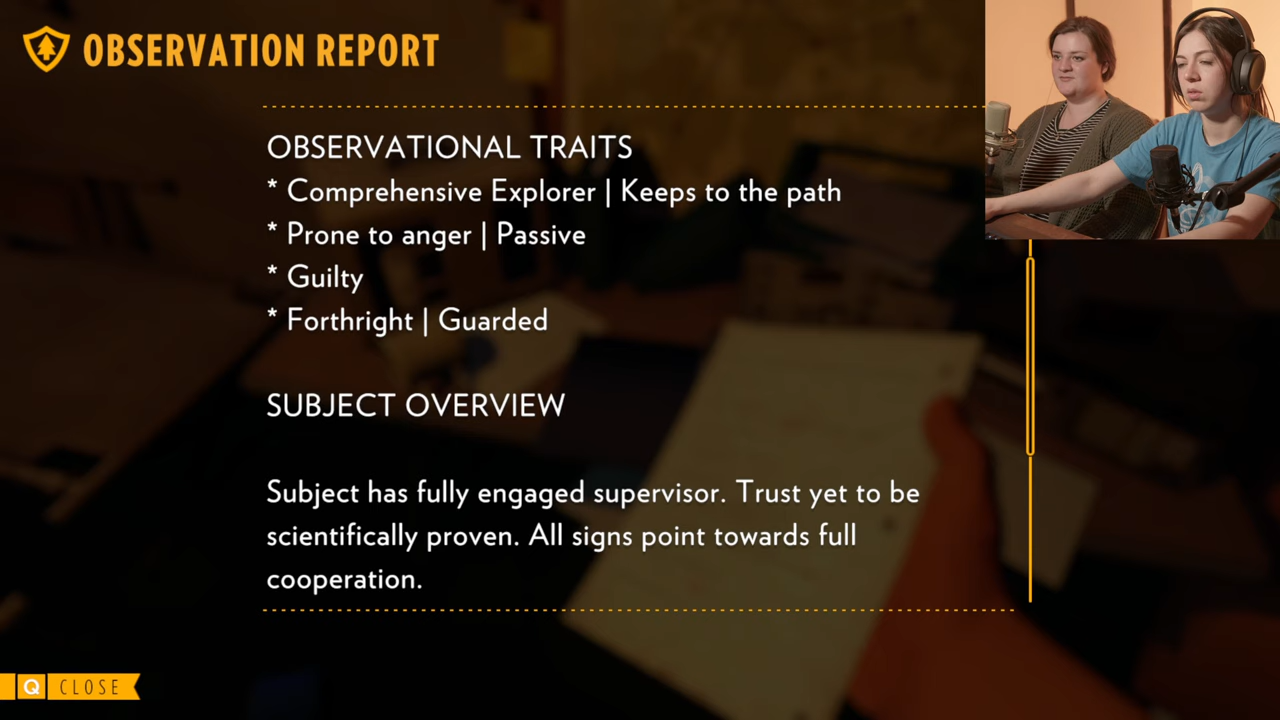 OBSERVATION REPORT
OBSERVATIONAL TRAITS
* Comprehensive Explorer | Keeps to the path
* Prone to anger | Passive
* Guilty
* Forthright | Guarded
SUBJECT OVERVIEW
Subject has fully engaged supervisor. Trust yet to be
scientifically proven. All signs point towards full
cooperation.
Q CLOSE